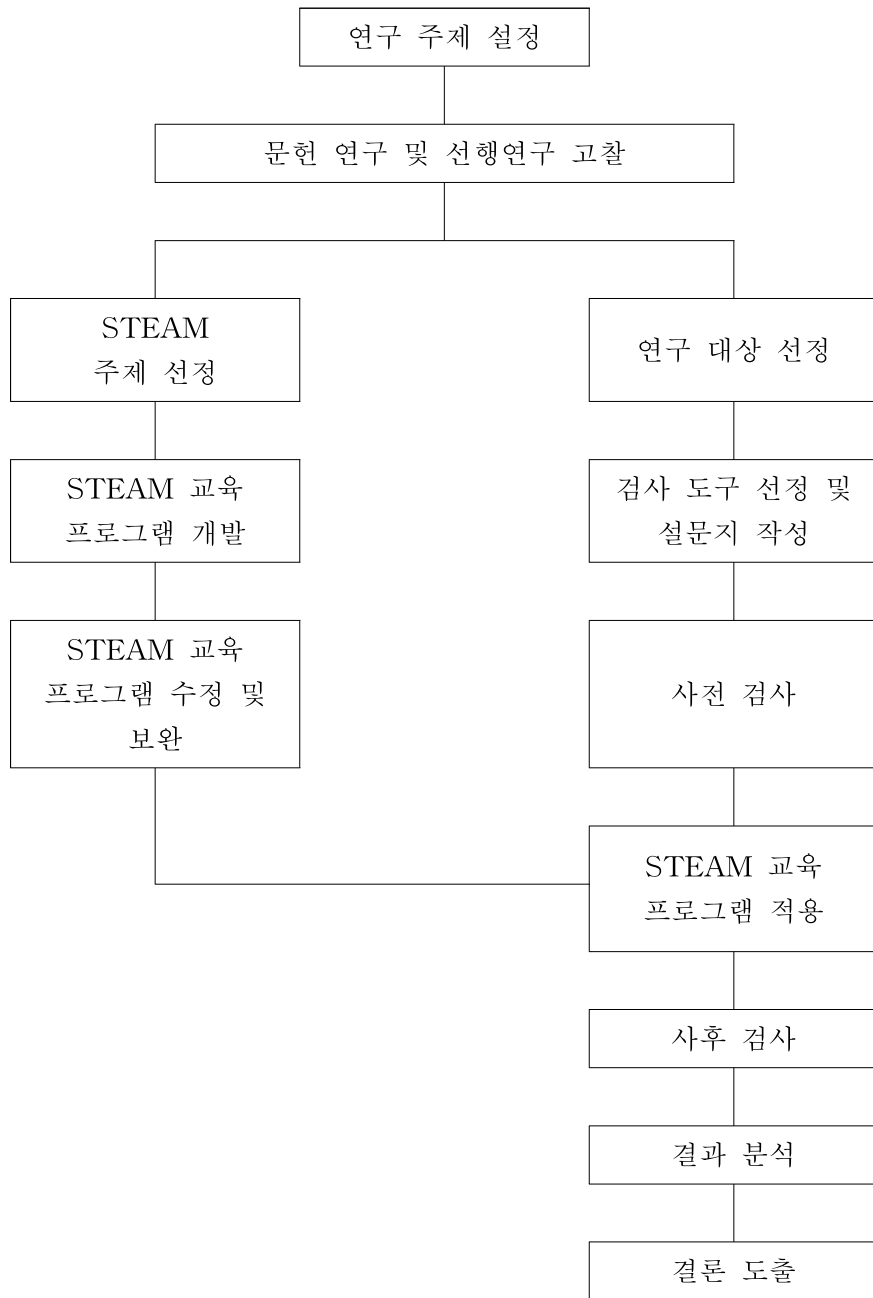 연구 주제 설정
문헌 연구 및 선행연구 고찰
STEAM
주제 선정
연구 대상 선정
STEAM 교육
프로그램 개발
검사 도구 선정 및
설문지 작성
STEAM 교육
프로그램 수정 및
보완
사전 검사
STEAM 교육
프로그램 적용
사후 검사
결과 분석
결론 도출